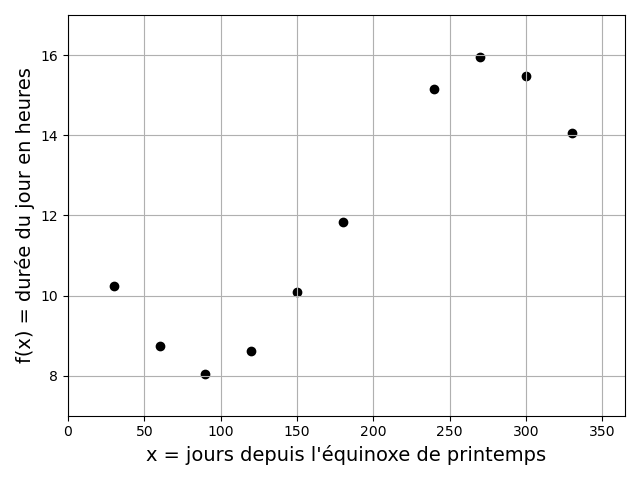 f(x) = durée du jour en heures
16
14
12
10
8
0 50 100 150 200 250 300 350
x = jours depuis l'équinoxe de printemps